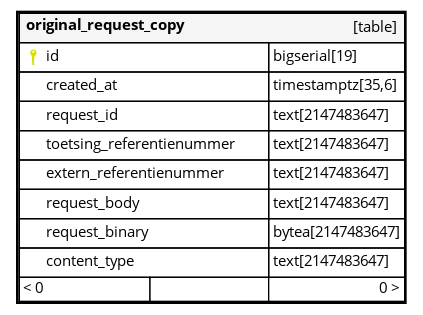 original_request_copy [table]
id bigserial[19]
created_at timestamptz[35,6]
request_id text[2147483647]
toetsing_referentienummer text[2147483647]
extern_referentienummer text[2147483647]
request_body text[2147483647]
request_binary bytea[2147483647]
content_type text[2147483647]
< 0 0 >